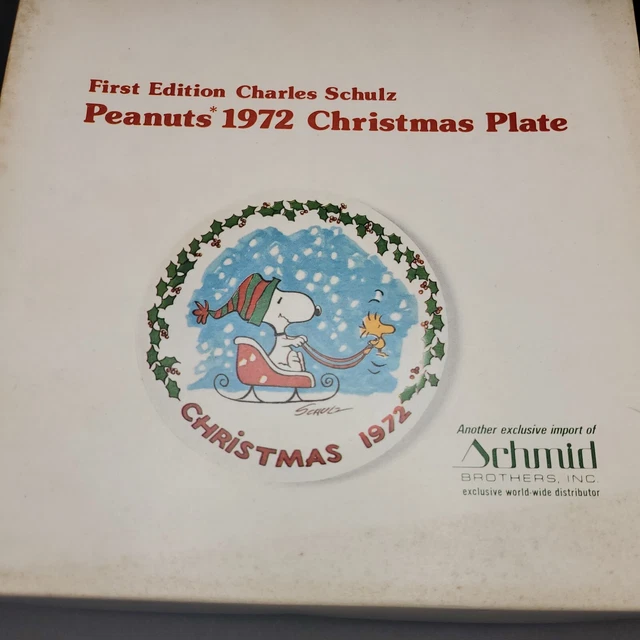 First Edition Charles Schulz
Peanuts* 1972 Christmas Plate
SCHULZ
CHRiSTMAS 1972
Another exclusive import of
Schmid
BROTHERS, INC.
exclusive world-wide distributor